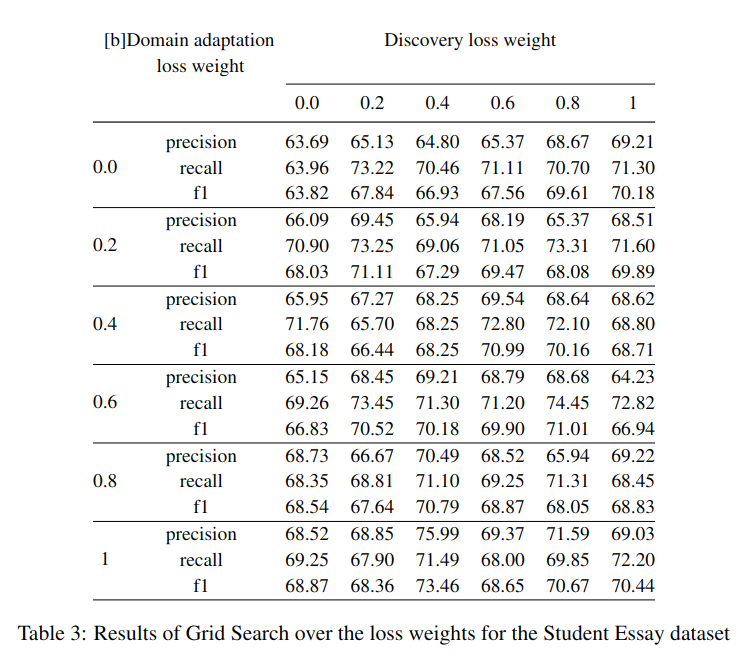 [b]Domain adaptation Discovery loss weight
loss weight
0.0 0.2 0.4 0.6 0.8 1
precision 63.69 65.13 64.80 65.37 68.67 69.21
0.0 recall 63.96 73.22 70.46 71.11 70.70 71.30
f1 63.82 67.84 66.93 67.56 69.61 70.18
precision 66.09 69.45 65.94 68.19 65.37 68.51
0.2 recall 70.90 73.25 69.06 71.05 73.31 71.60
f1 68.03 71.11 67.29 69.47 68.08 69.89
precision 65.95 67.27 68.25 69.54 68.64 68.62
0.4 recall 71.76 65.70 68.25 72.80 72.10 68.80
f1 68.18 66.44 68.25 70.99 70.16 68.71
precision 65.15 68.45 69.21 68.79 68.68 64.23
0.6 recall 69.26 73.45 71.30 71.20 74.45 72.82
f1 66.83 70.52 70.18 69.90 71.01 66.94
precision 68.73 66.67 70.49 68.52 65.94 69.22
0.8 recall 68.35 68.81 71.10 69.25 71.31 68.45
f1 68.54 67.64 70.79 68.87 68.05 68.83
precision 68.52 68.85 75.99 69.37 71.59 69.03
1 recall 69.25 67.90 71.49 68.00 69.85 72.20
f1 68.87 68.36 73.46 68.65 70.67 70.44
Table 3: Results of Grid Search over the loss weights for the Student Essay dataset